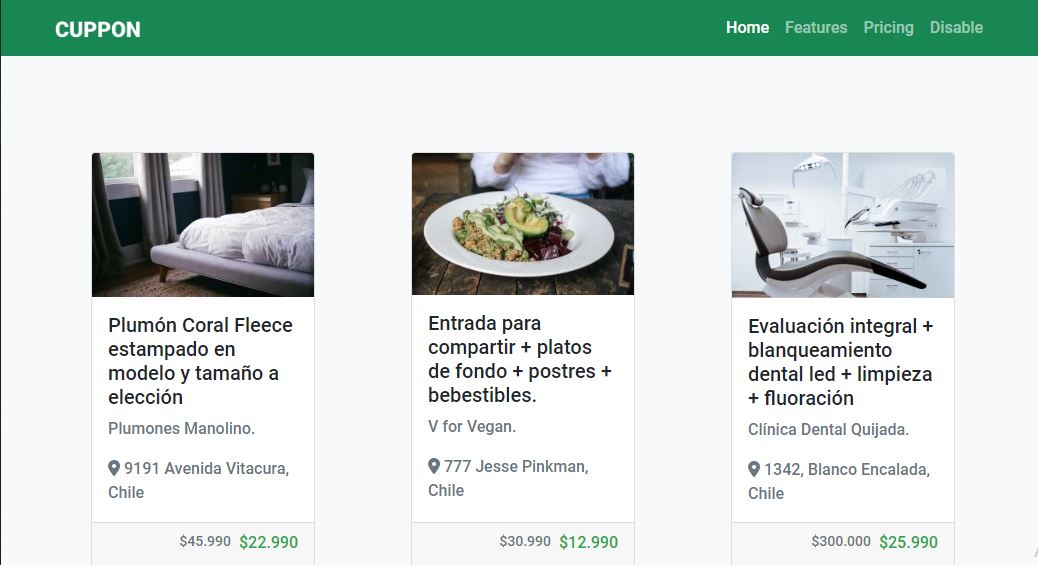 CUPPON
Home Features Pricing Disable
Plumón Coral Fleece
estampado en
modelo y tamaño a
elección
Plumones Manolino.
9191 Avenida Vitacura,
Chile
$45.990 $22.990
Entrada para
compartir + platos
de fondo + postres +
bebestibles.
V for Vegan.
777 Jesse Pinkman,
Chile
$30.990 $12.990
Evaluación integral +
blanqueamiento
dental led + limpieza
+ fluoración
Clínica Dental Quijada.
1342, Blanco Encalada,
Chile
$300.000 $25.990